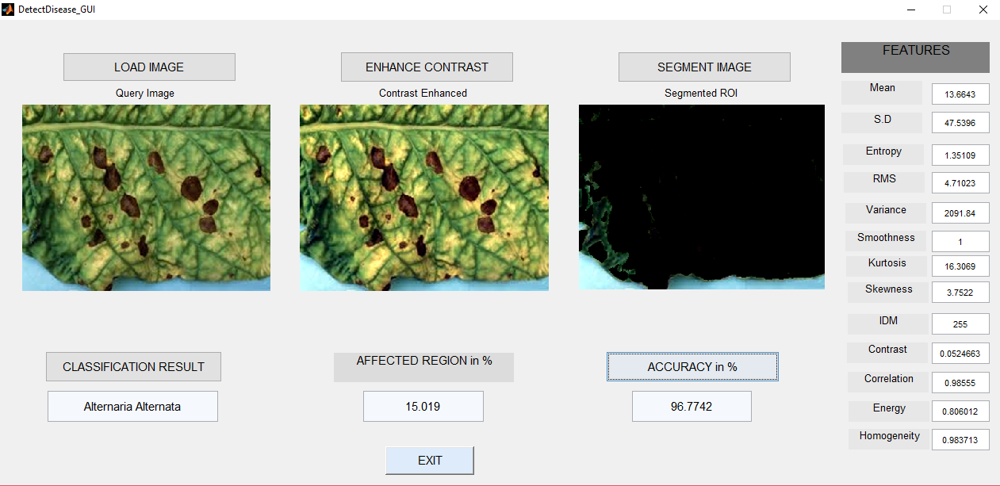 DetectDisease_GUI
LOAD IMAGE
ENHANCE CONTRAST
SEGMENT IMAGE
FEATURES
Query Image
Contrast Enhanced
Segmented ROI
Mean 13.6643
S.D 47.5396
Entropy 1.35109
RMS 4.71023
Variance 2091.84
Smoothness 1
Kurtosis 16.3069
Skewness 3.7522
IDM 255
Contrast 0.0524663
Correlation 0.98555
Energy 0.806012
Homogeneity 0.983713
CLASSIFICATION RESULT
Alternaria Alternata
AFFECTED REGION in %
15.019
ACCURACY in %
96.7742
EXIT